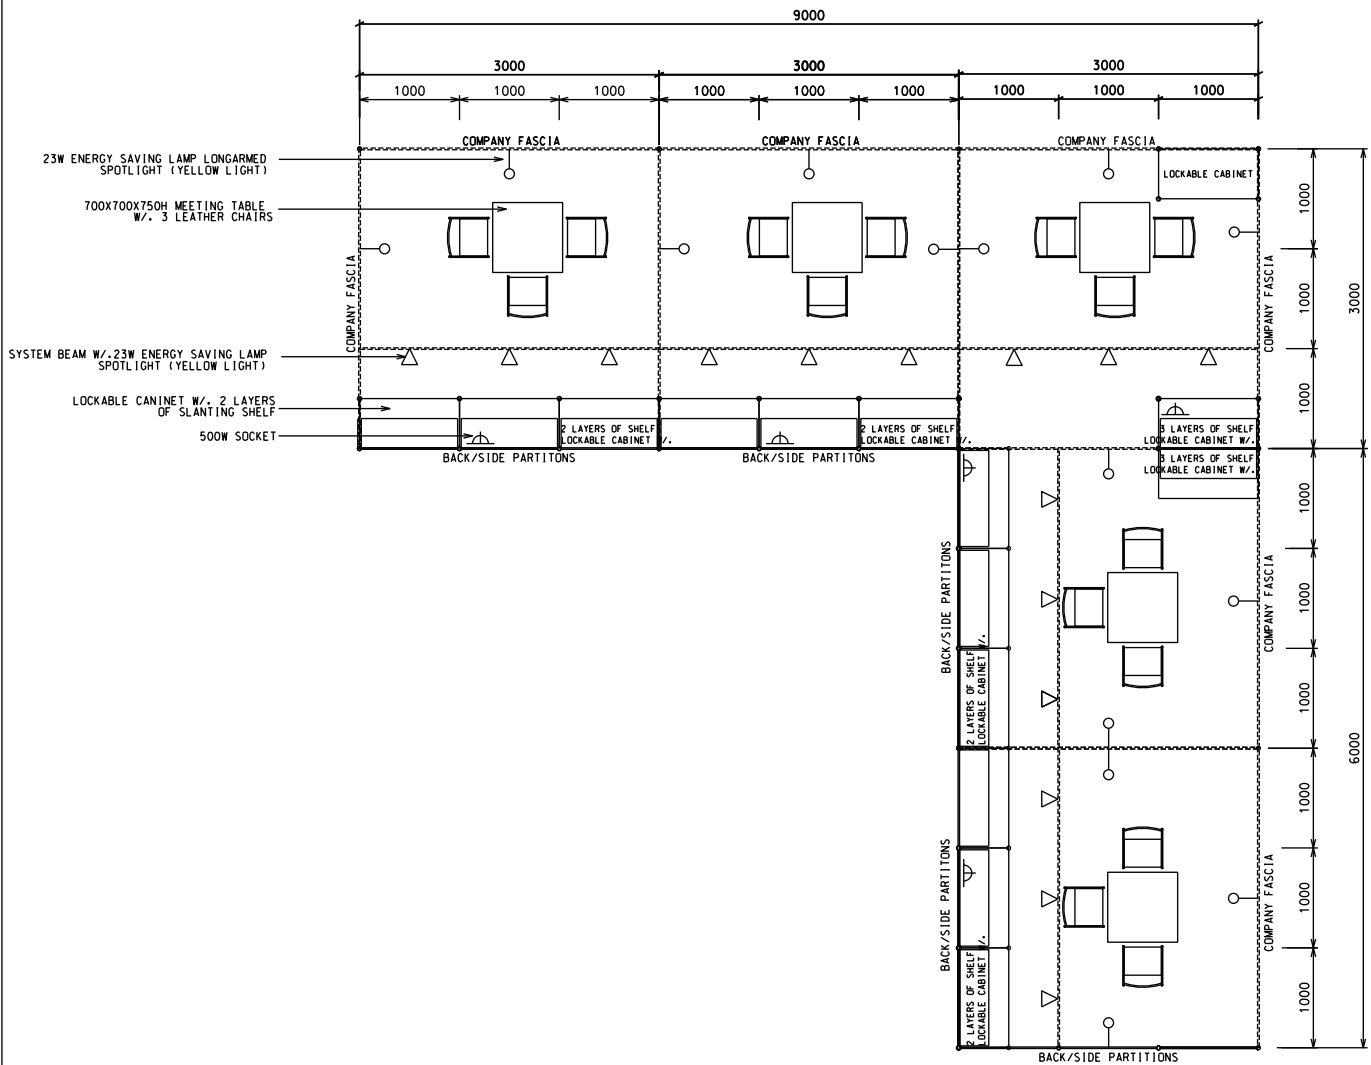 9000
3000
3000
3000
1000
1000
1000
1000
1000
1000
1000
1000
1000
COMPANY FASCIA
COMPANY FASCIA
COMPANY FASCIA
23W ENERGY SAVING LAMP LONGARMED
SPOTLIGHT (YELLOW LIGHT)
LOCKABLE CABINET
700X700X750H MEETING TABLE
W/. 3 LEATHER CHAIRS
1000
COMPANY FASCIA
COMPANY FASCIA
1000
3000
SYSTEM BEAM W/.23W ENERGY SAVING LAMP
SPOTLIGHT (YELLOW LIGHT)
1000
LOCKABLE CANINET W/. 2 LAYERS
OF SLANTING SHELF
500W SOCKET
2 LAYERS OF SHELF
LOCKABLE CABINET W/.
2 LAYERS OF SHELF
LOCKABLE CABINET W/.
3 LAYERS OF SHELF
LOCKABLE CABINET W/.
BACK/SIDE PARTITONS
BACK/SIDE PARTITONS
3 LAYERS OF SHELF
LOCKABLE CABINET W/.
1000
BACK/SIDE PARTITONS
COMPANY FASCIA
1000
2 LAYERS OF SHELF
LOCKABLE CABINET W/.
1000
6000
1000
BACK/SIDE PARTITONS
COMPANY FASCIA
1000
2 LAYERS OF SHELF
LOCKABLE CABINET W/.
1000
BACK/SIDE PARTITIONS